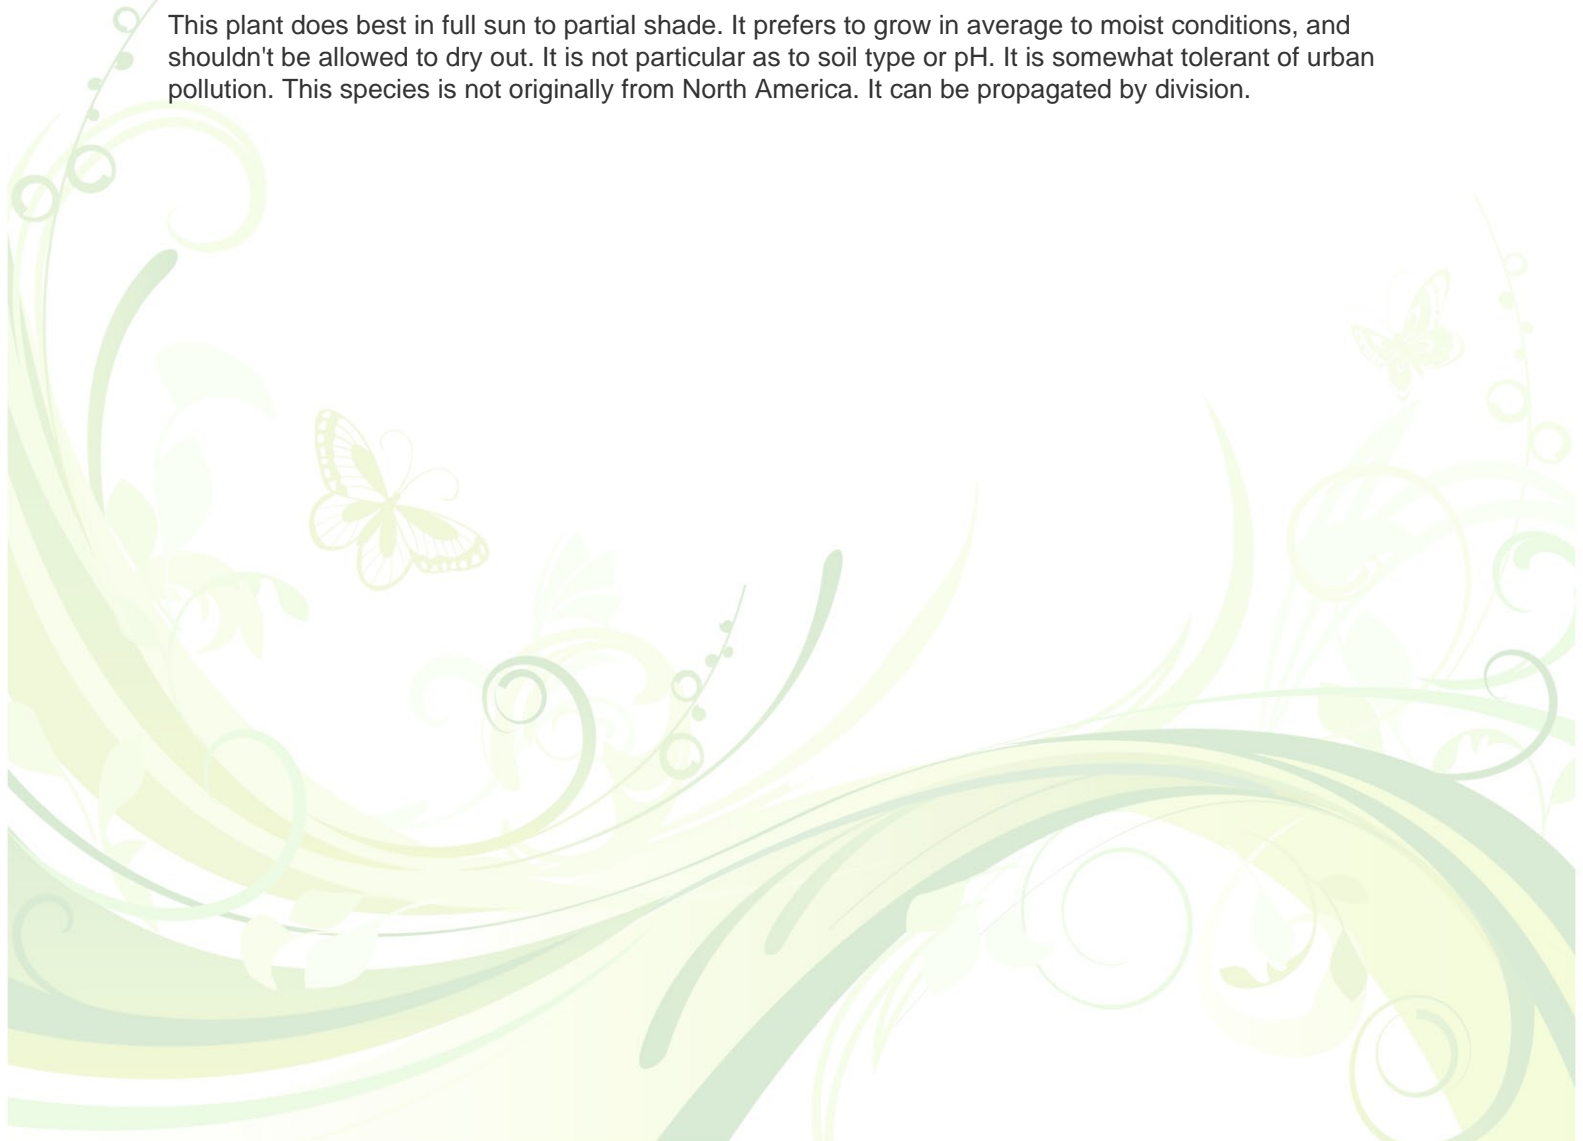 This plant does best in full sun to partial shade. It prefers to grow in average to moist conditions, and
shouldn't be allowed to dry out. It is not particular as to soil type or pH. It is somewhat tolerant of urban
pollution. This species is not originally from North America. It can be propagated by division.